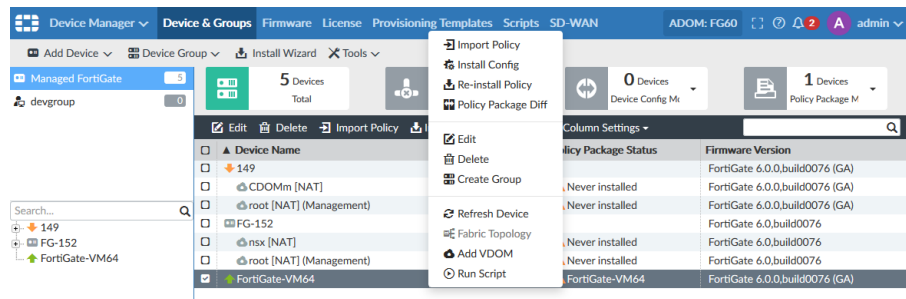 Device Manager Device & Groups Firmware License Provisioning Templates Scripts SD-WAN ADOM: FG60 2 A admin
Add Device Device Group Install Wizard Tools
Import Policy
Install Config
Re-install Policy
Policy Package Diff
Edit
Delete
Create Group
Refresh Device
Fabric Topology
Add VDOM
Run Script
Managed FortiGate 5
devgroup 0
5 Devices
Total
0 Devices
Device Config Mo
1 Devices
Policy Package M
Edit Delete Import Policy Column Settings
Device Name olicy Package Status Firmware Version
149 FortiGate 6.0.0,build0076 (GA)
CDOMm [NAT] Never installed FortiGate 6.0.0,build0076 (GA)
root [NAT] (Management) Never installed FortiGate 6.0.0,build0076 (GA)
FG-152 FortiGate 6.0,build0076
nsx [NAT] Never installed FortiGate 6.0,build0076
root [NAT] (Management) Never installed FortiGate 6.0,build0076
FortiGate-VM64 FortiGate-VM64 FortiGate 6.0.0,build0076 (GA)
Search...
149
FG-152
FortiGate-VM64